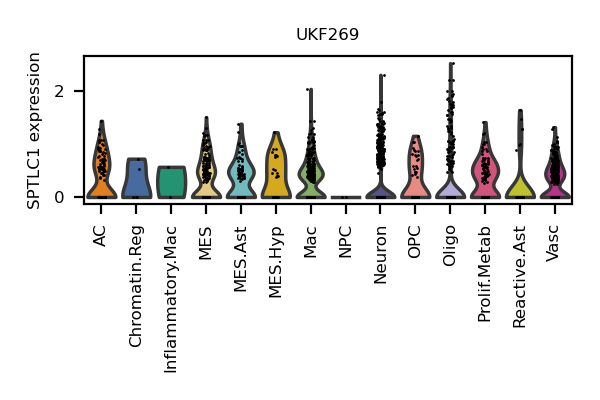 UKF269
SPTLC1 expression
2
0
AC
Chromatin.Reg
Inflammatory.Mac
MES
MES.Ast
MES.Hyp
Mac
NPC
Neuron
OPC
Oligo
Prolif.Metab
Reactive.Ast
Vasc